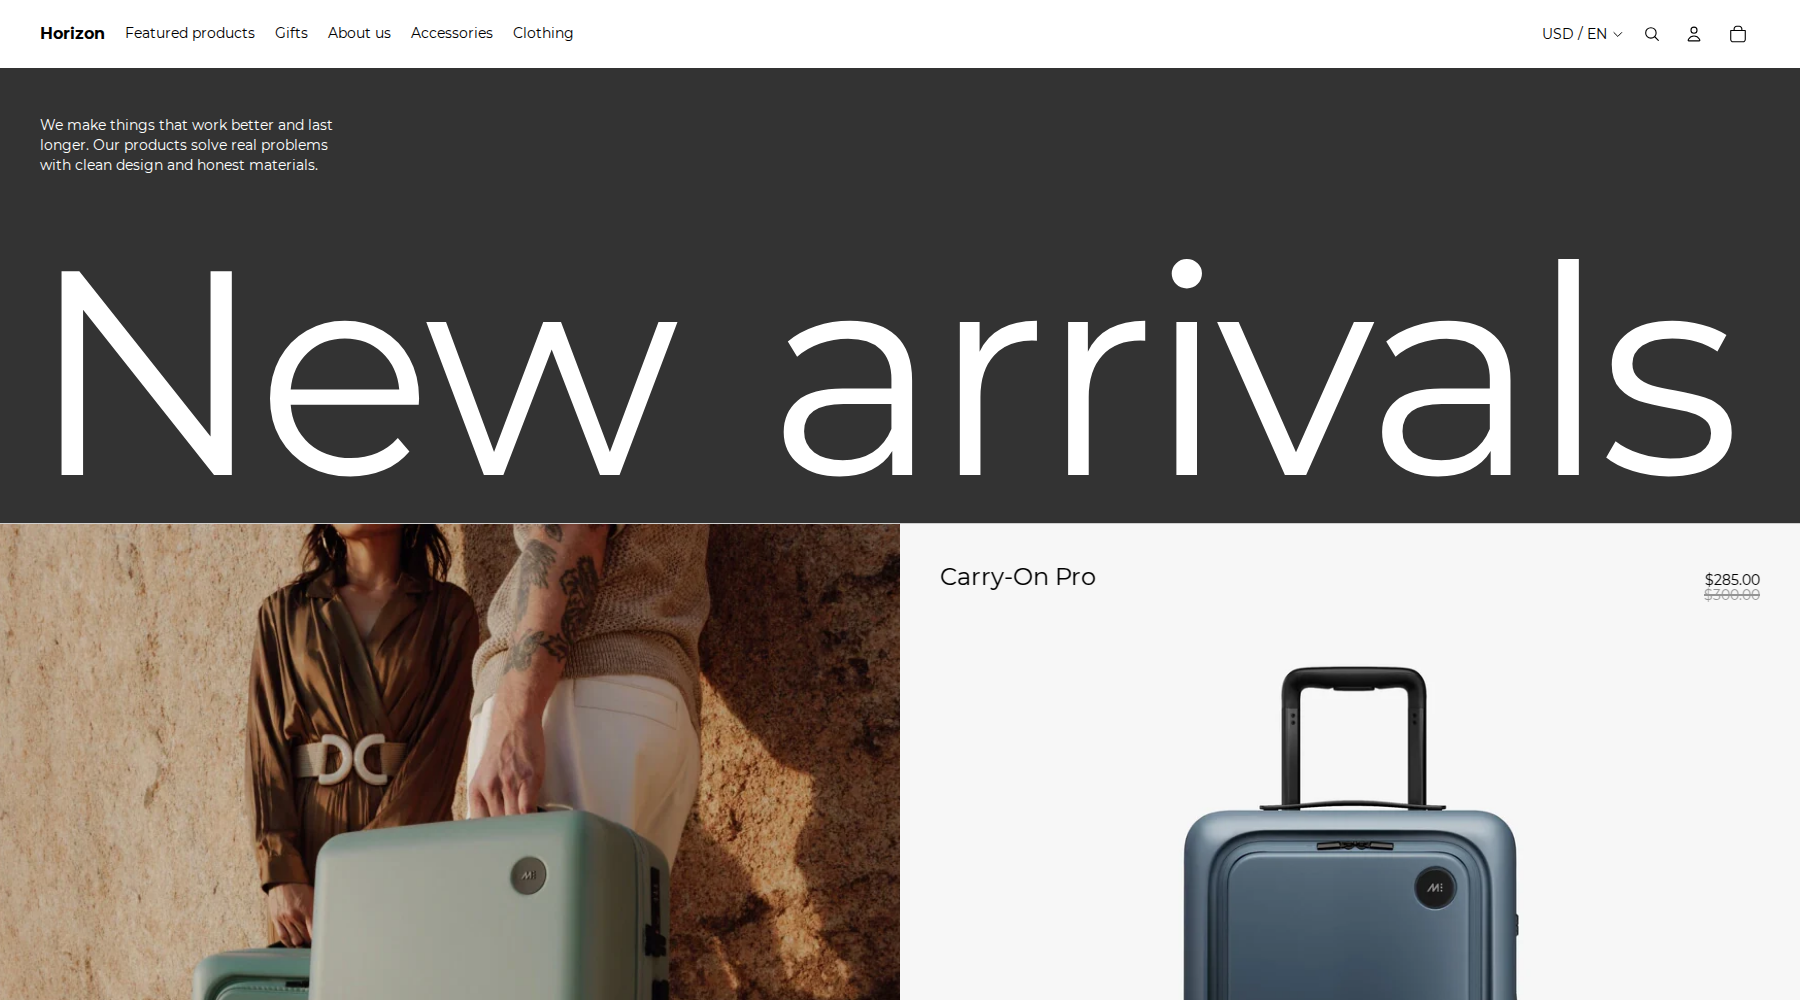 Horizon Featured products Gifts About us Accessories Clothing USD / EN
We make things that work better and last
longer. Our products solve real problems
with clean design and honest materials.
New arrivals
Carry-On Pro
$285.00
$300.00